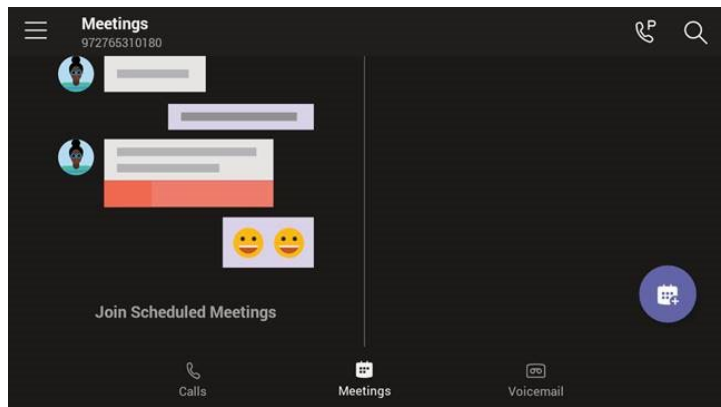 Meetings
972765310180
P
Join Scheduled Meetings
Calls
Meetings
Voicemail